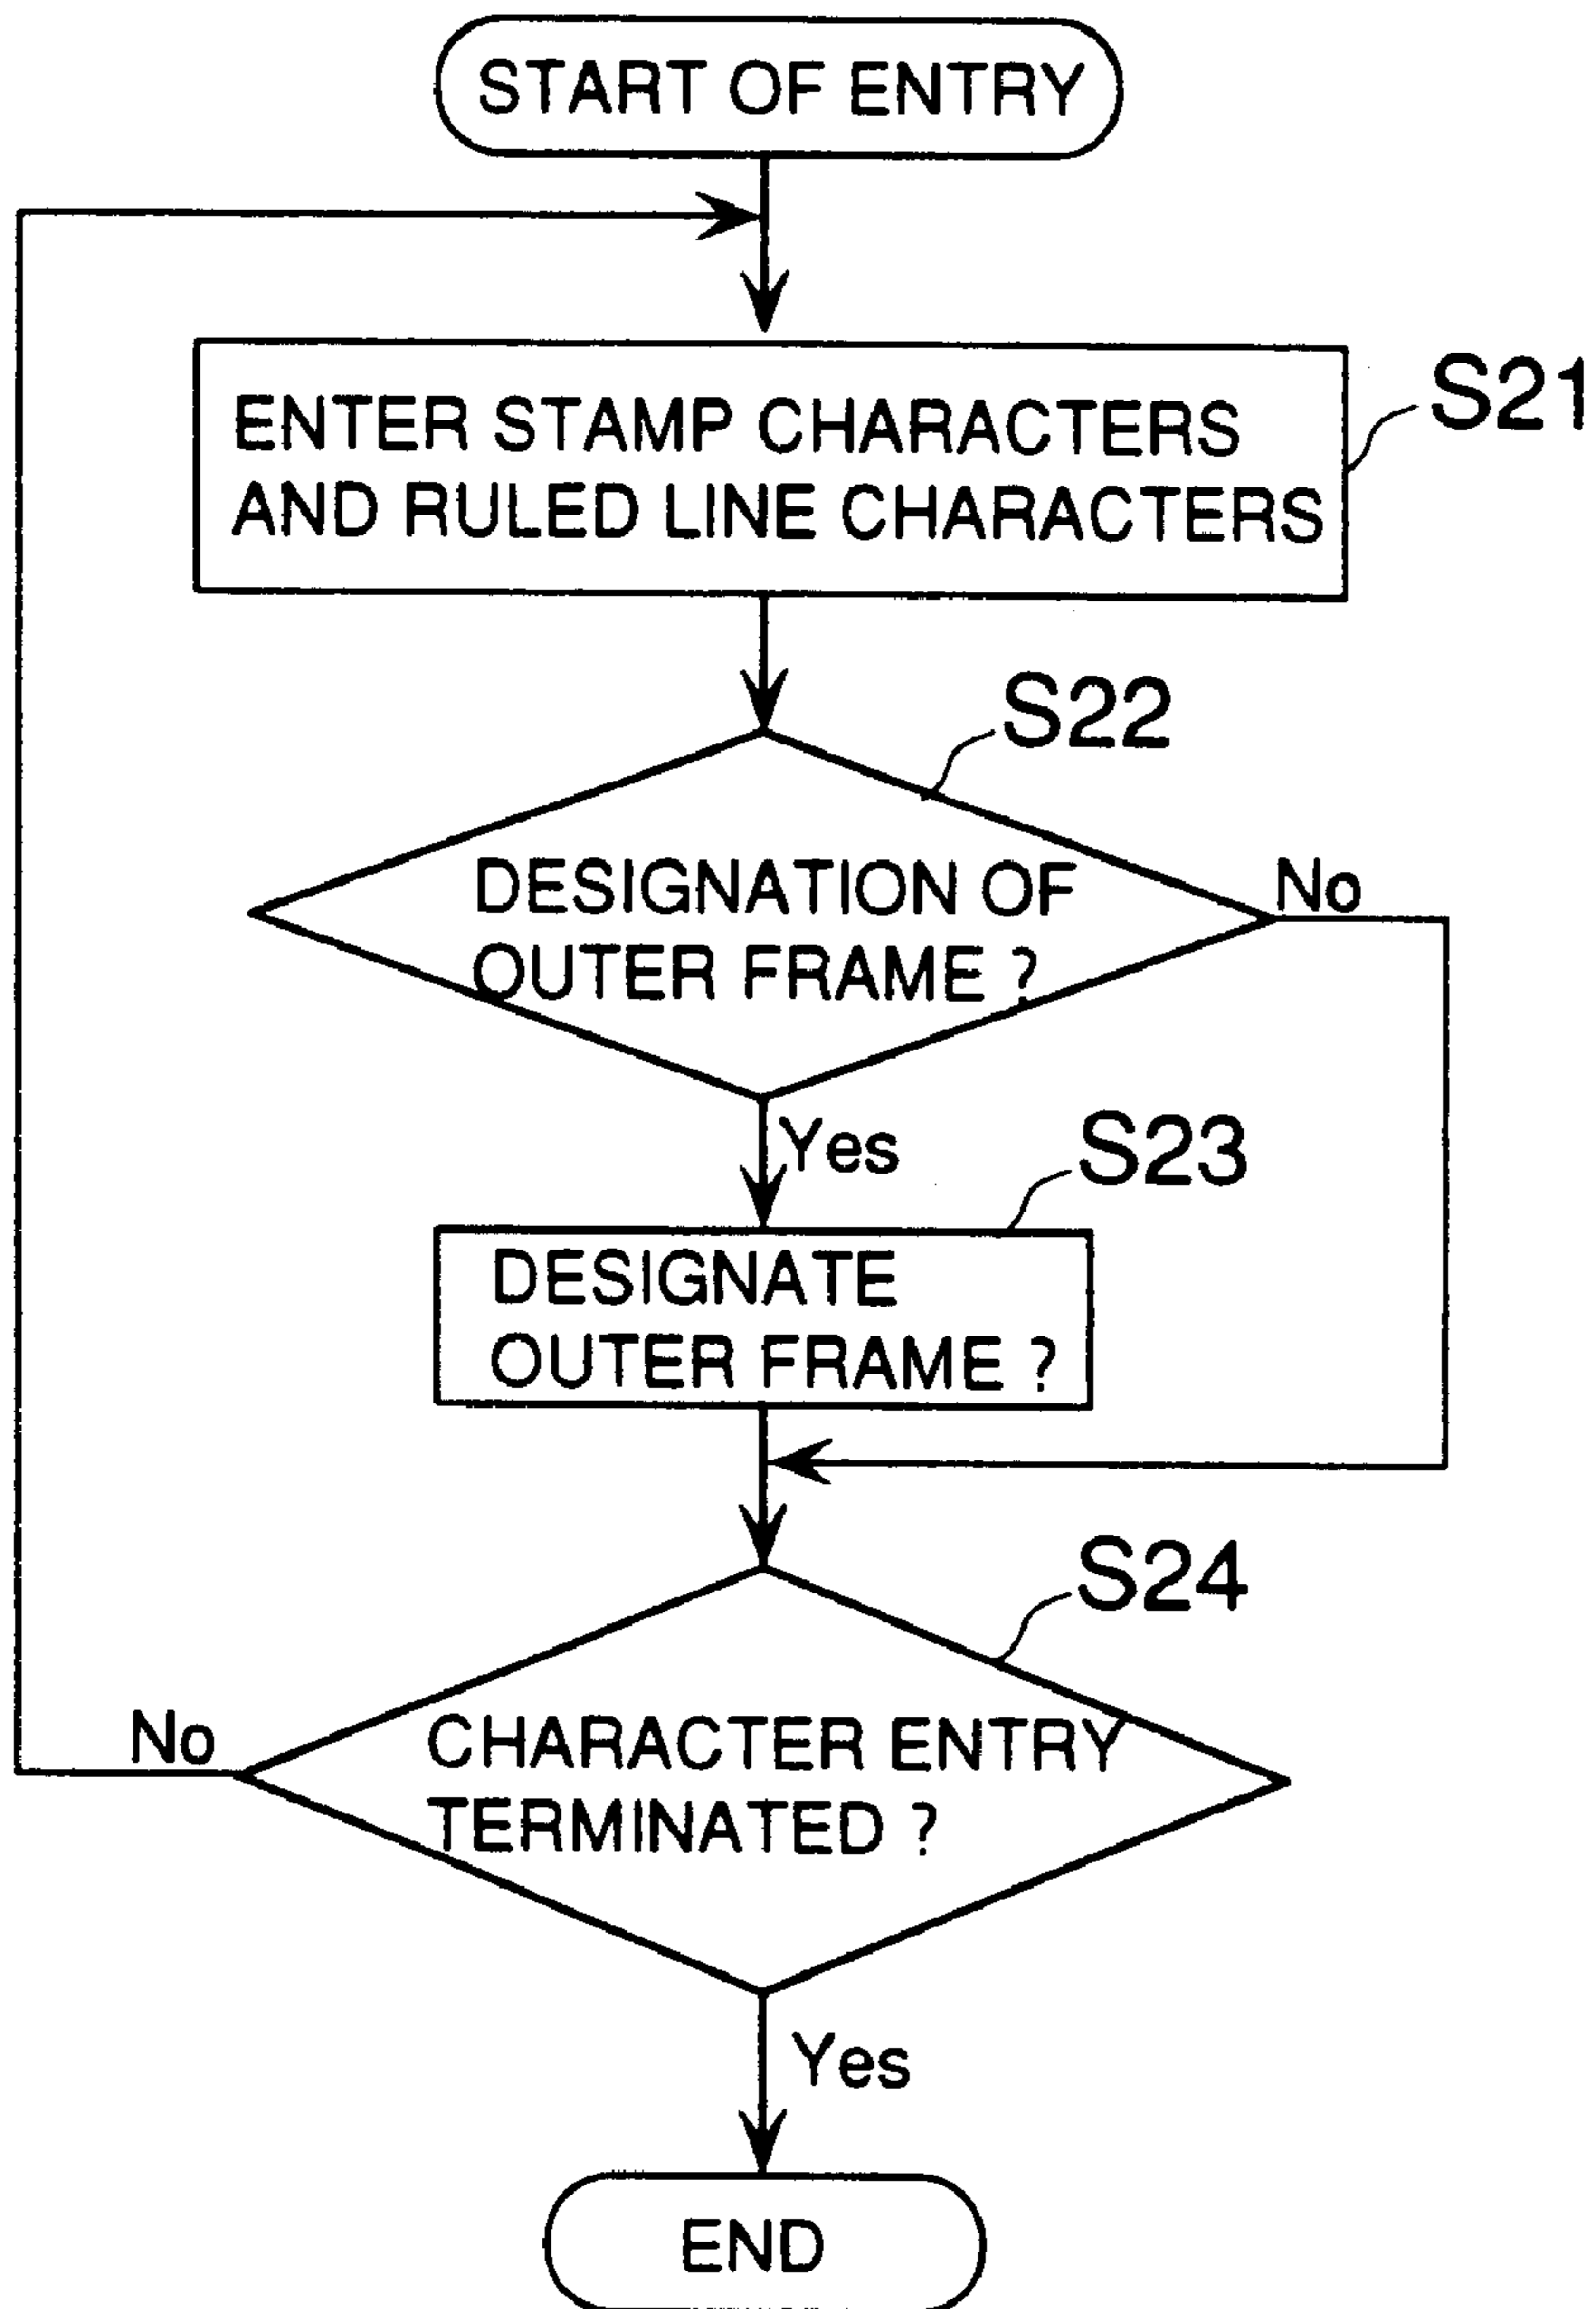 START OF ENTRY
S21
ENTER STAMP CHARACTERS
AND RULED LINE CHARACTERS
S22
DESIGNATION OF
OUTER FRAME ?
No
Yes
S23
DESIGNATE
OUTER FRAME ?
S24
CHARACTER ENTRY
TERMINATED ?
No
Yes
END